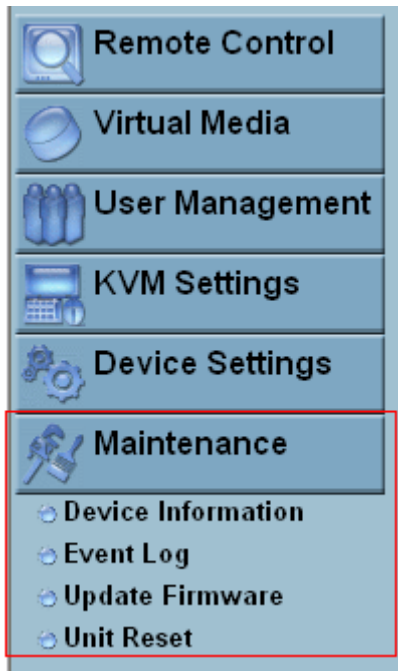 Remote Control
Virtual Media
User Management
KVM Settings
Device Settings
Maintenance
Device Information
Event Log
Update Firmware
Unit Reset